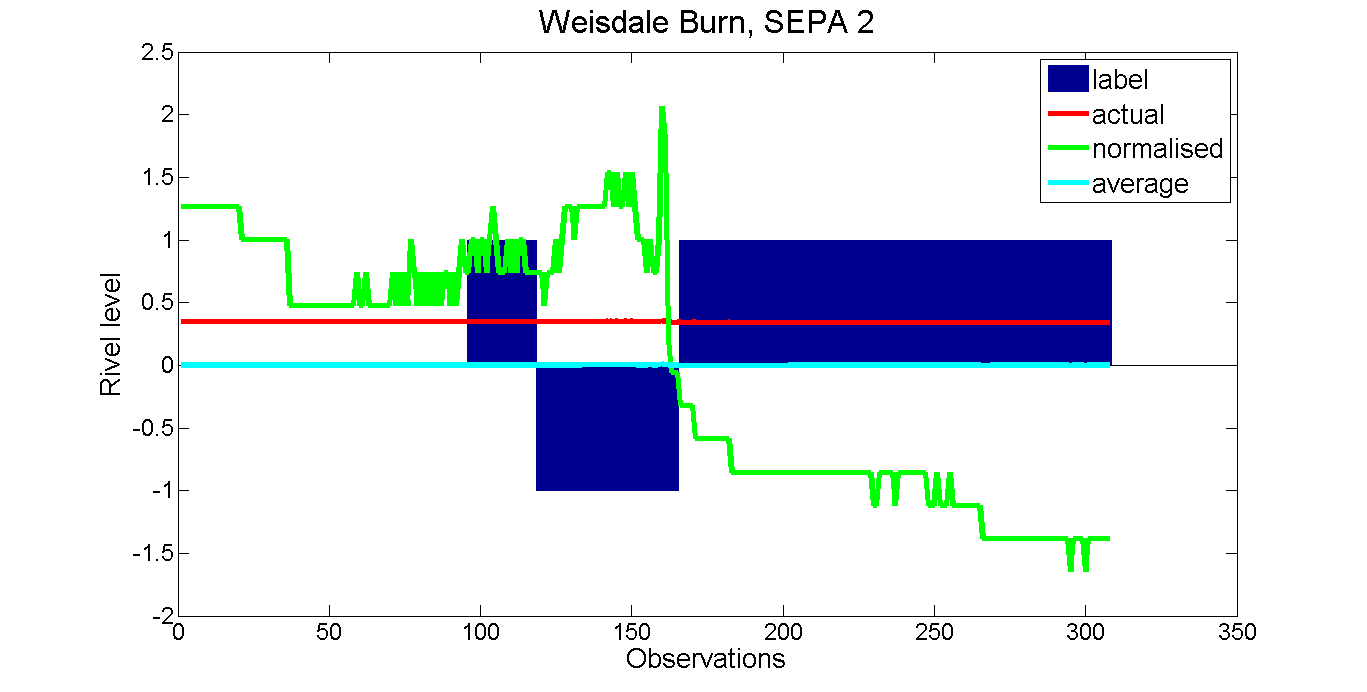 Weisdale Burn, SEPA 2
2.5
2
1.5
1
0.5
0
-0.5
-1
-1.5
-2
Rivel level
label
actual
normalised
average
0 50 100 150 200 250 300 350
Observations